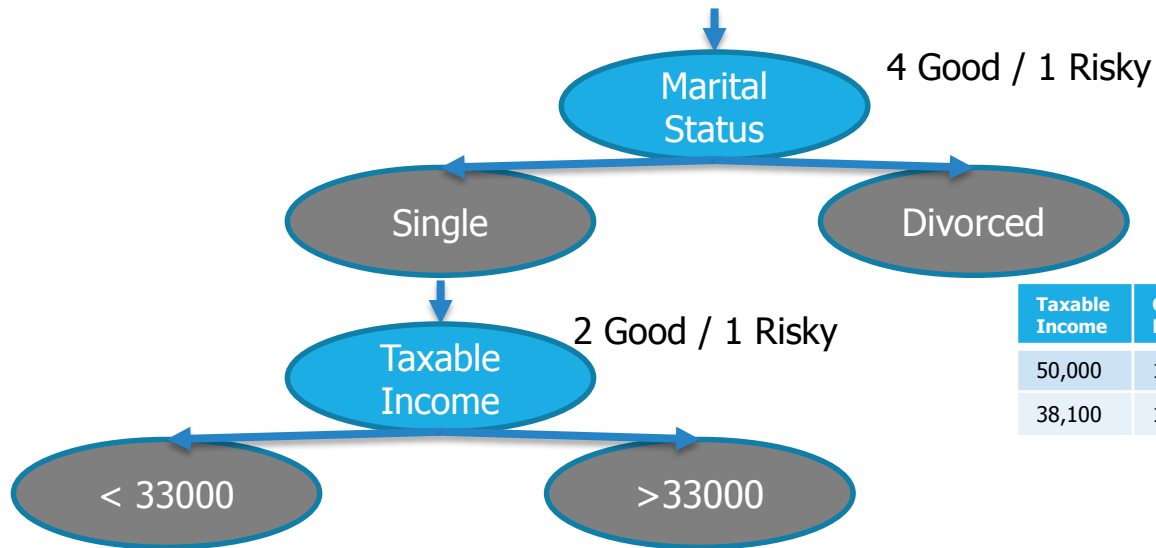 Marital
Status
4 Good / 1 Risky
Single
Divorced
Taxable
Income
2 Good / 1 Risky
Taxable
Income
50,000
38,100
< 33000
>33000